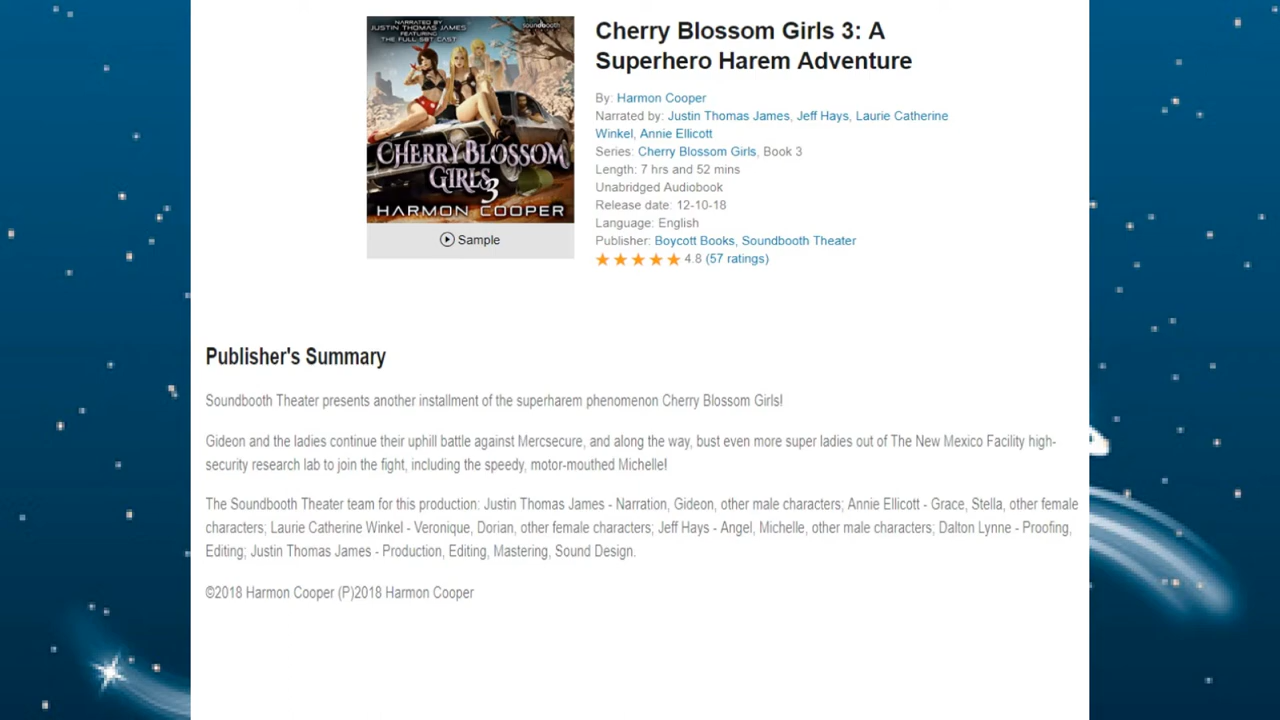 NARRATED BY
JUSTIN THOMAS JAMES
FEATURING
THE FULL SBT CAST
soundbooth
CHERRY BLOSSOM
GIRLS
3
HARMON COOPER
Sample
Cherry Blossom Girls 3: A
Superhero Harem Adventure
By: Harmon Cooper
Narrated by: Justin Thomas James, Jeff Hays, Laurie Catherine
Winkel, Annie Ellicott
Series: Cherry Blossom Girls, Book 3
Length: 7 hrs and 52 mins
Unabridged Audiobook
Release date: 12-10-18
Language: English
Publisher: Boycott Books, Soundbooth Theater
4.8 (57 ratings)
Publisher's Summary
Soundbooth Theater presents another installment of the superharem phenomenon Cherry Blossom Girls!
Gideon and the ladies continue their uphill battle against Mercsecure, and along the way, bust even more super ladies out of The New Mexico Facility high-
security research lab to join the fight, including the speedy, motor-mouthed Michelle!
The Soundbooth Theater team for this production: Justin Thomas James - Narration, Gideon, other male characters; Annie Ellicott - Grace, Stella, other female
characters; Laurie Catherine Winkel - Veronique, Dorian, other female characters; Jeff Hays - Angel, Michelle, other male characters; Dalton Lynne - Proofing,
Editing; Justin Thomas James - Production, Editing, Mastering, Sound Design.
©2018 Harmon Cooper (P)2018 Harmon Cooper